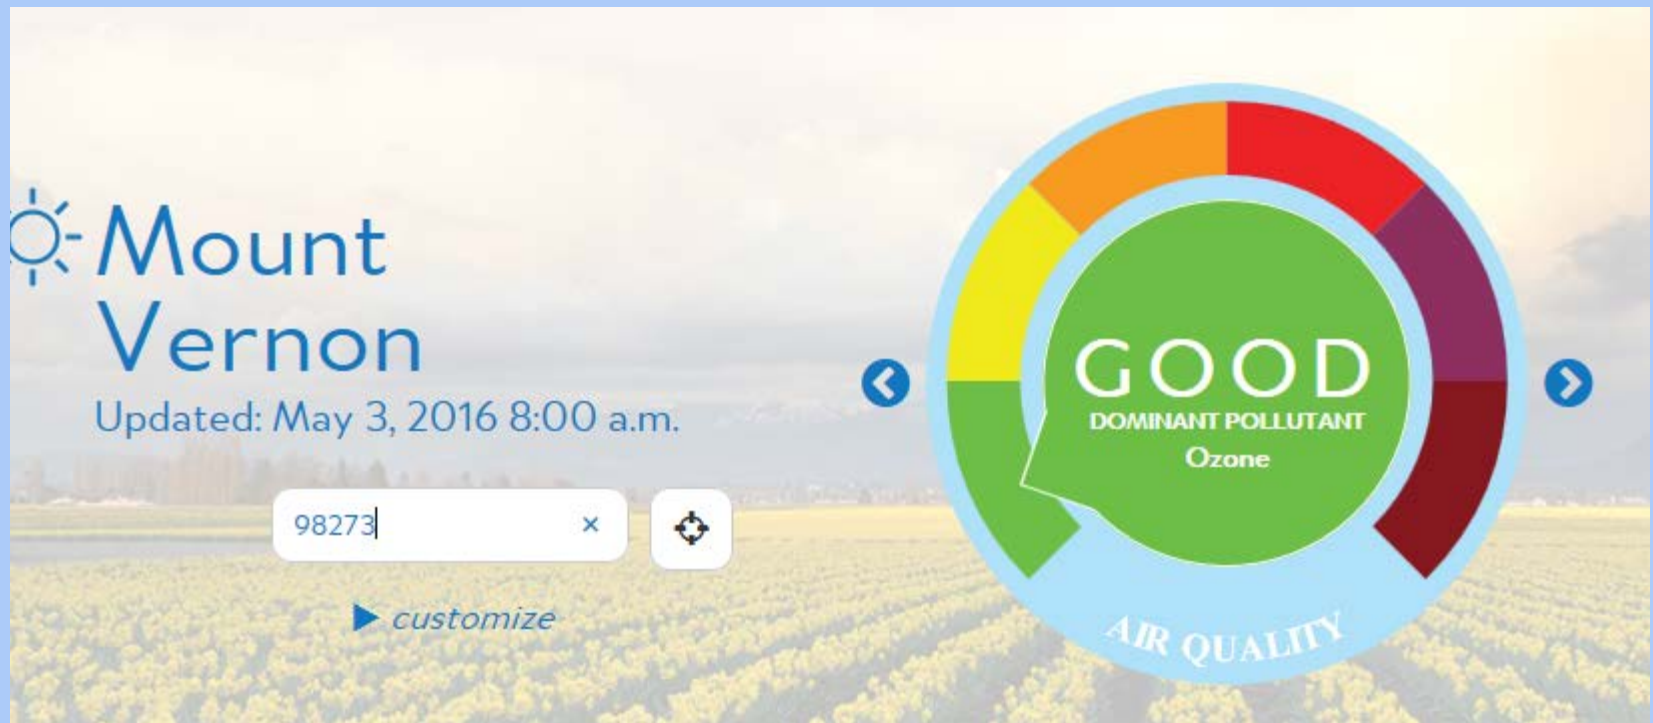 Mount
Vernon
Updated: May 3, 2016 8:00 a.m.
98273
customize
GOOD
DOMINANT POLLUTANT
Ozone
AIR QUALITY